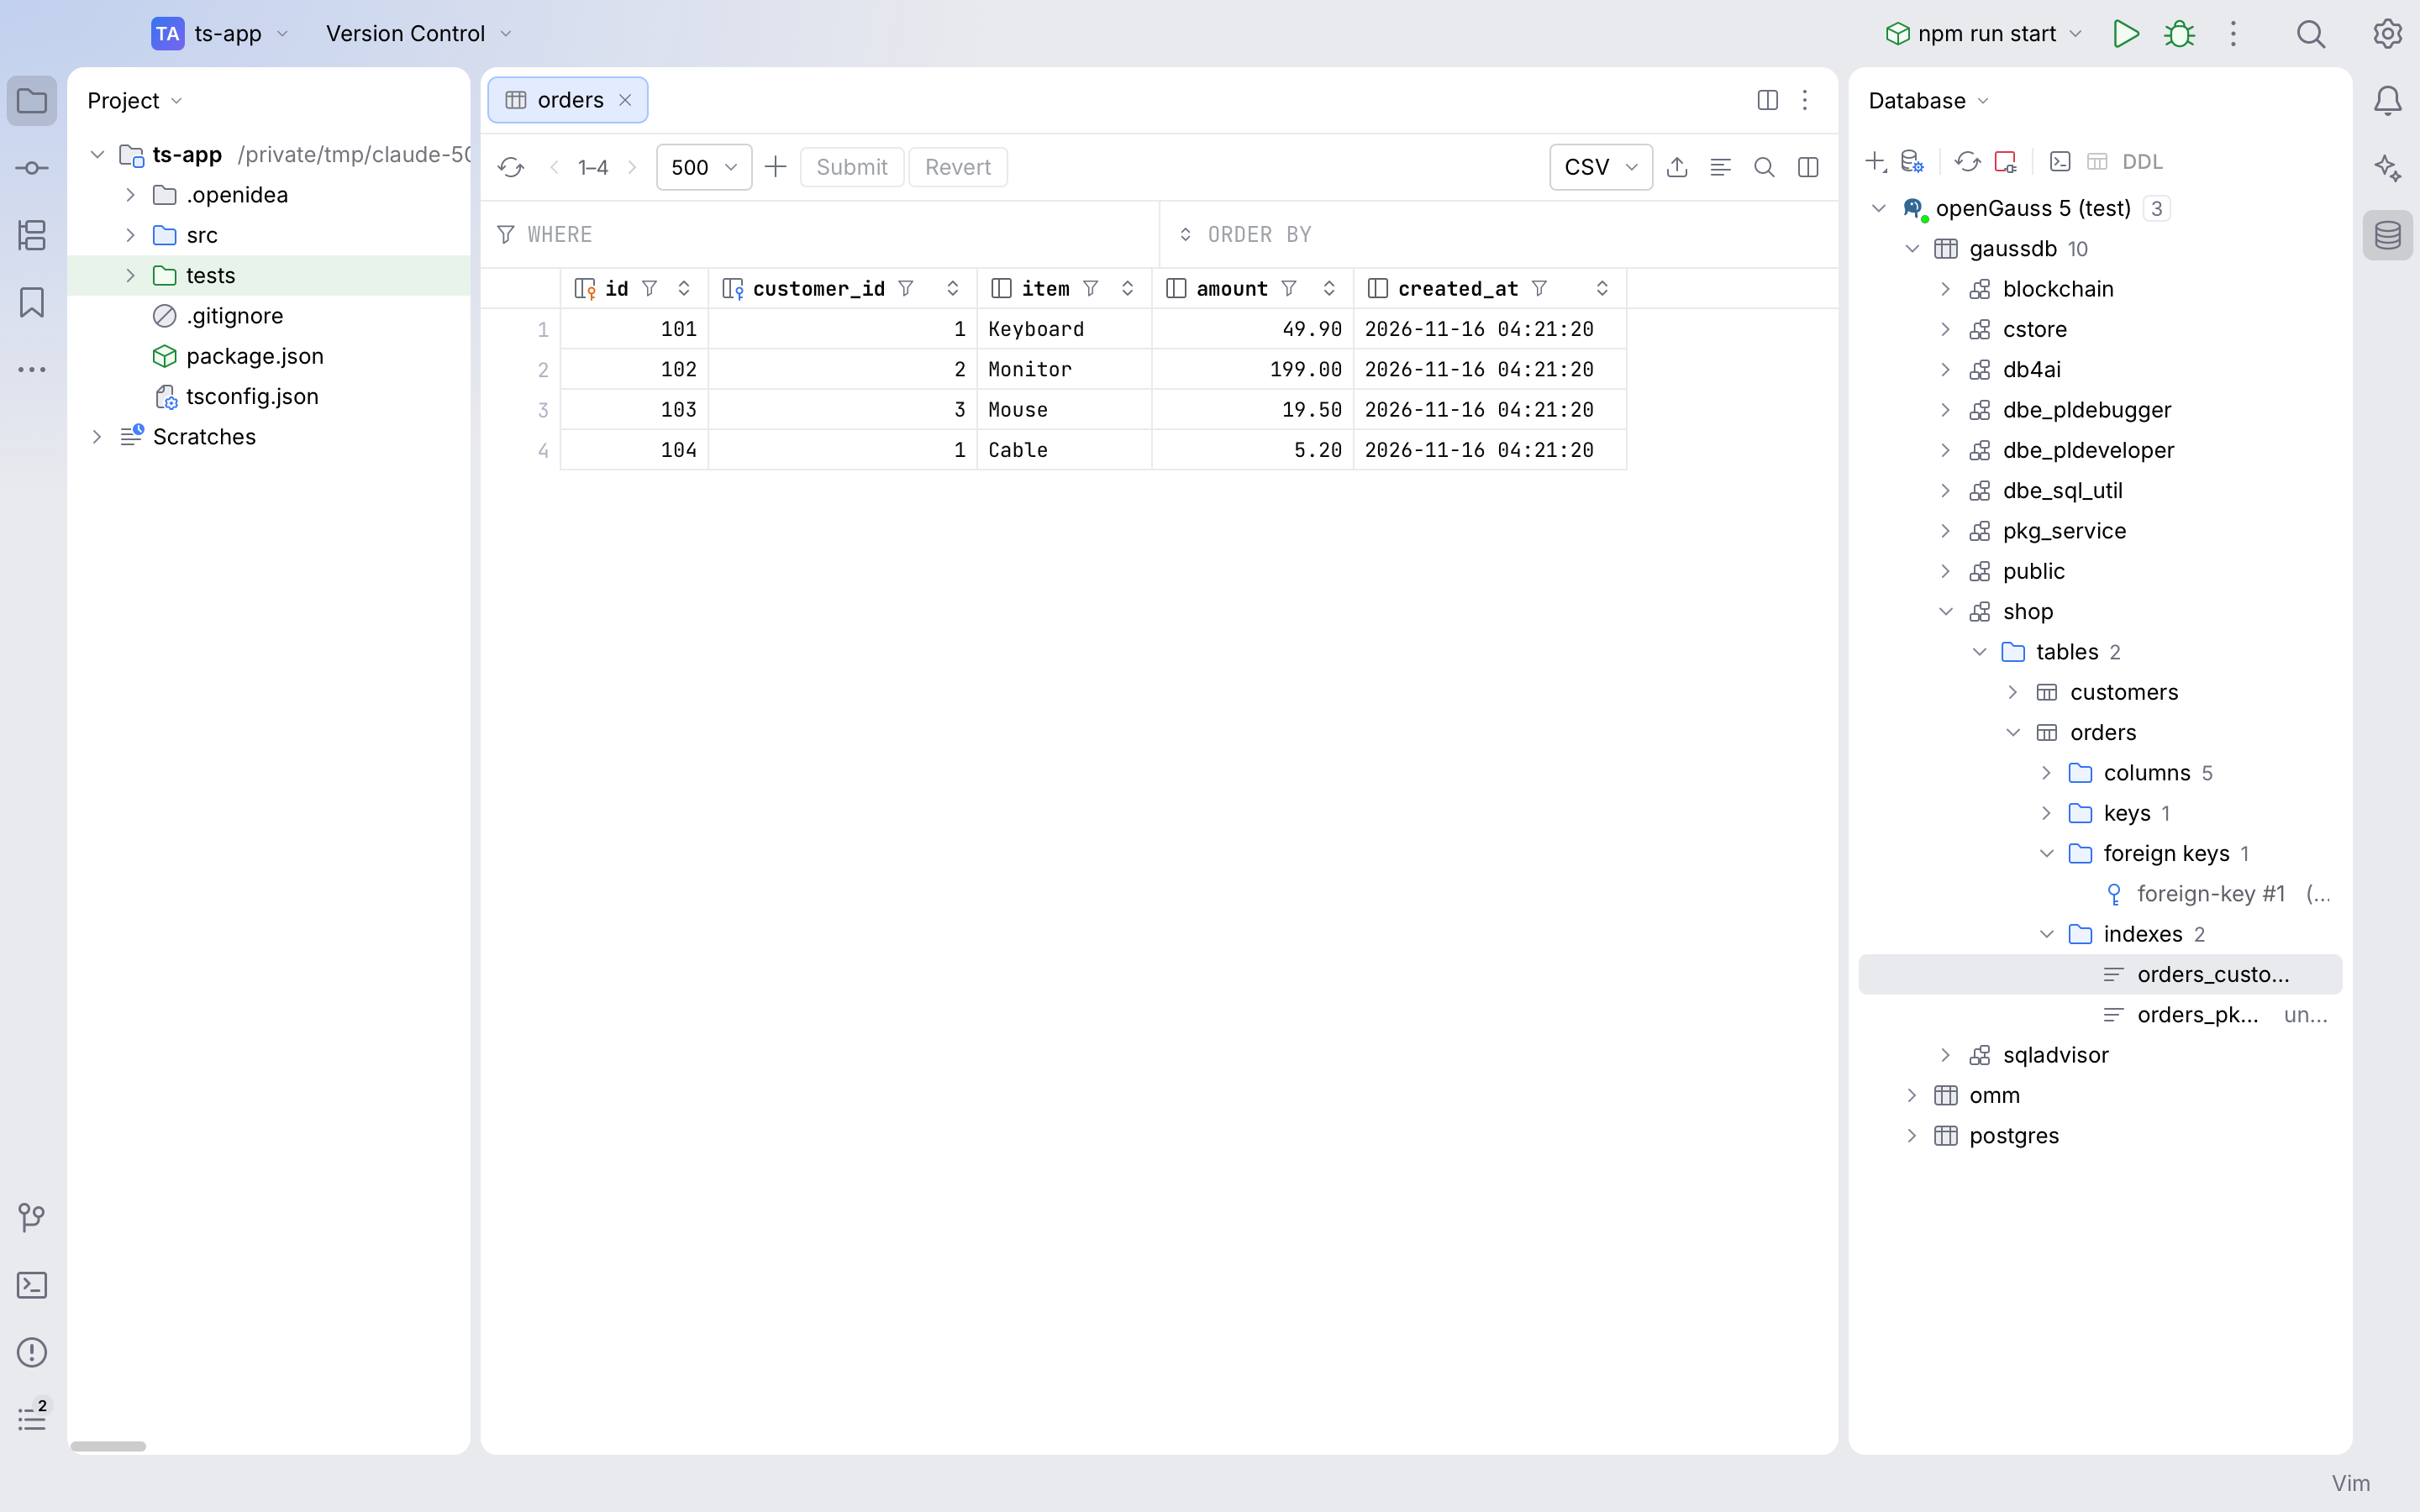 TA ts-app Version Control npm run start
Project
ts-app /private/tmp/claude-50
.openidea
src
tests
.gitignore
package.json
tsconfig.json
Scratches
2
orders
1–4 500 Submit Revert CSV
WHERE ORDER BY
id customer_id item amount created_at
1 101 1 Keyboard 49.90 2026-11-16 04:21:20
2 102 2 Monitor 199.00 2026-11-16 04:21:20
3 103 3 Mouse 19.50 2026-11-16 04:21:20
4 104 1 Cable 5.20 2026-11-16 04:21:20
Database
DDL
openGauss 5 (test) 3
gaussdb 10
blockchain
cstore
db4ai
dbe_pldebugger
dbe_pldeveloper
dbe_sql_util
pkg_service
public
shop
tables 2
customers
orders
columns 5
keys 1
foreign keys 1
foreign-key #1 (...
indexes 2
orders_custo...
orders_pk... un...
sqladvisor
omm
postgres
Vim